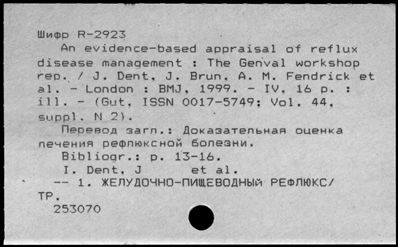 Шифр R-2923
An evidence-based appraisal of reflux
disease management : The Genval workshop
rep. / J. Dent, J. Brun, A. M. Fendrick et
al. - London : BMJ, 1999. - IV, 16 p. :
ill. - (Gut, ISSN 0017-5749; Vol. 44,
suppl. N 2).
Перевод загл.: Доказательная оценка
лечения рефлюксной болезни.
Bibliogr.: p. 13-16.
I. Dent, J et al.
-- 1. ЖЕЛУДОЧНО-ПИЩЕВОДНЫЙ РЕФЛЮКС/
ТР.
253070